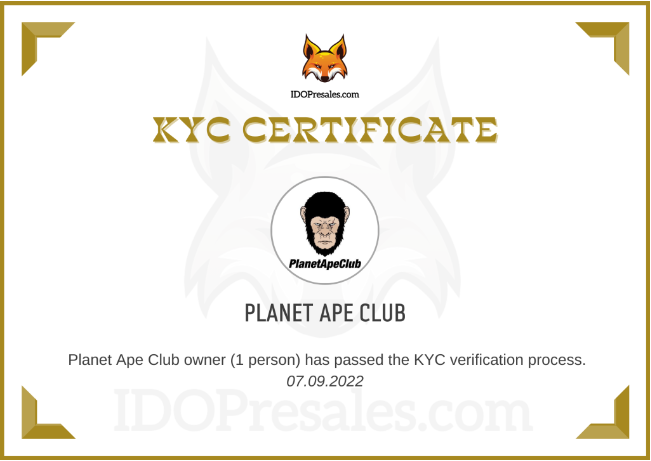 IDOPresales.com
KYC CERTIFICATE
PlanetApeClub
PLANET APE CLUB
Planet Ape Club owner (1 person) has passed the KYC verification process.
07.09.2022
IDOPresales.com